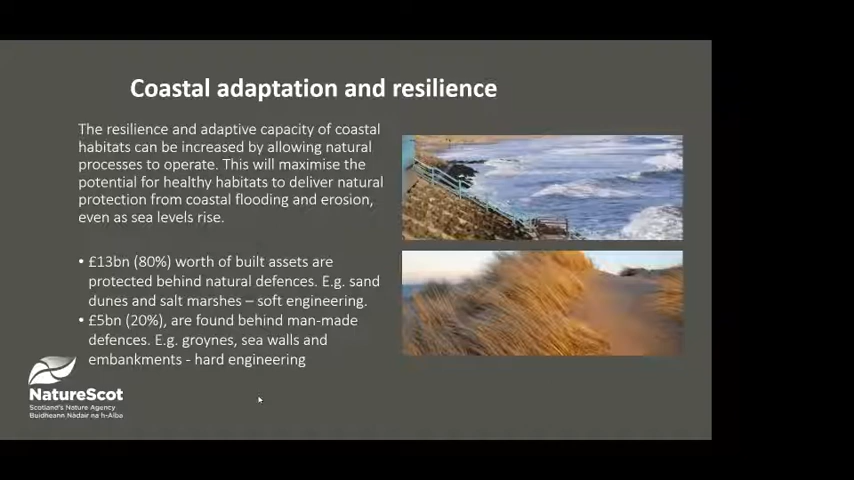 Coastal adaptation and resilience
The resilience and adaptive capacity of coastal
habitats can be increased by allowing natural
processes to operate. This will maximise the
potential for healthy habitats to deliver natural
protection from coastal flooding and erosion,
even as sea levels rise.
• £13bn (80%) worth of built assets are
protected behind natural defences. E.g. sand
dunes and salt marshes – soft engineering.
• £5bn (20%), are found behind man-made
defences. E.g. groynes, sea walls and
embankments - hard engineering
NatureScot
Scotland's Nature Agency
Buidheann Nàdair na h-Alba